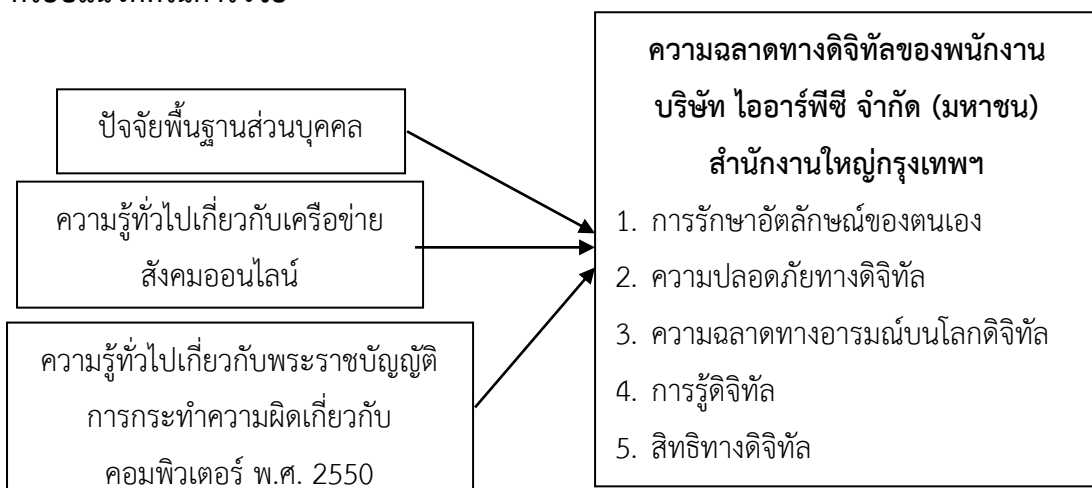 ปัจจัยพื้นฐานส่วนบุคคล
ความรู้ทั่วไปเกี่ยวกับเครือข่าย
สังคมออนไลน์
ความรู้ทั่วไปเกี่ยวกับพระราชบัญญัติ
การกระทำความผิดเกี่ยวกับ
คอมพิวเตอร์ พ.ศ. 2550
ความฉลาดทางดิจิทัลของพนักงาน
บริษัท ไออาร์พีซี จำกัด (มหาชน)
สำนักงานใหญ่กรุงเทพฯ
1. การรักษาอัตลักษณ์ของตนเอง
2. ความปลอดภัยทางดิจิทัล
3. ความฉลาดทางอารมณ์บนโลกดิจิทัล
4. การรู้ดิจิทัล
5. สิทธิทางดิจิทัล